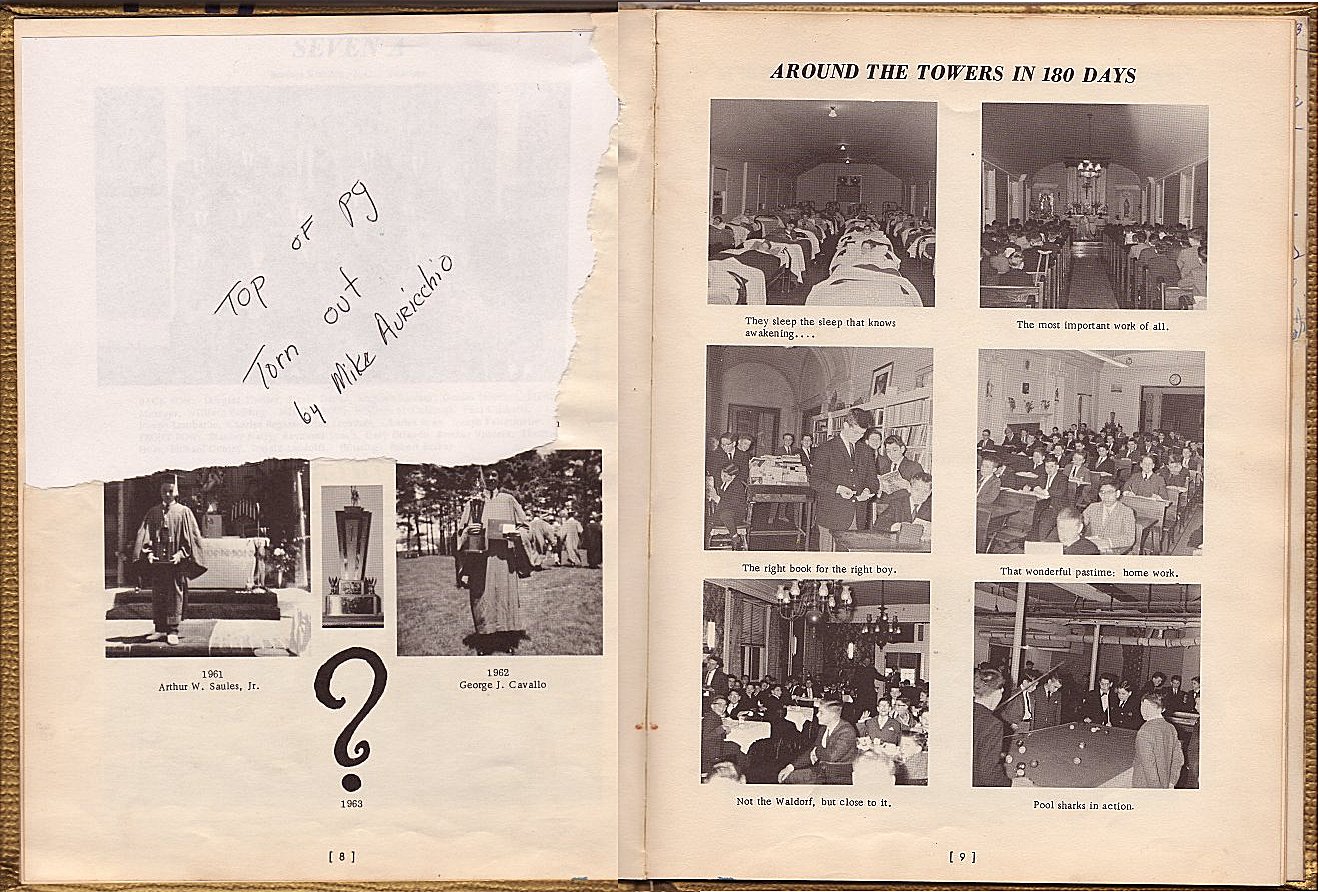 SEVEN A
TOP OF PG
Torn out
by Mike Auricchio
1961
Arthur W. Saules, Jr.
1962
George J. Cavallo
?
1963
[ 8 ]
AROUND THE TOWERS IN 180 DAYS
They sleep the sleep that knows
awakening....
The most important work of all.
The right book for the right boy.
That wonderful pastime: home work.
Not the Waldorf, but close to it.
Pool sharks in action.
[ 9 ]